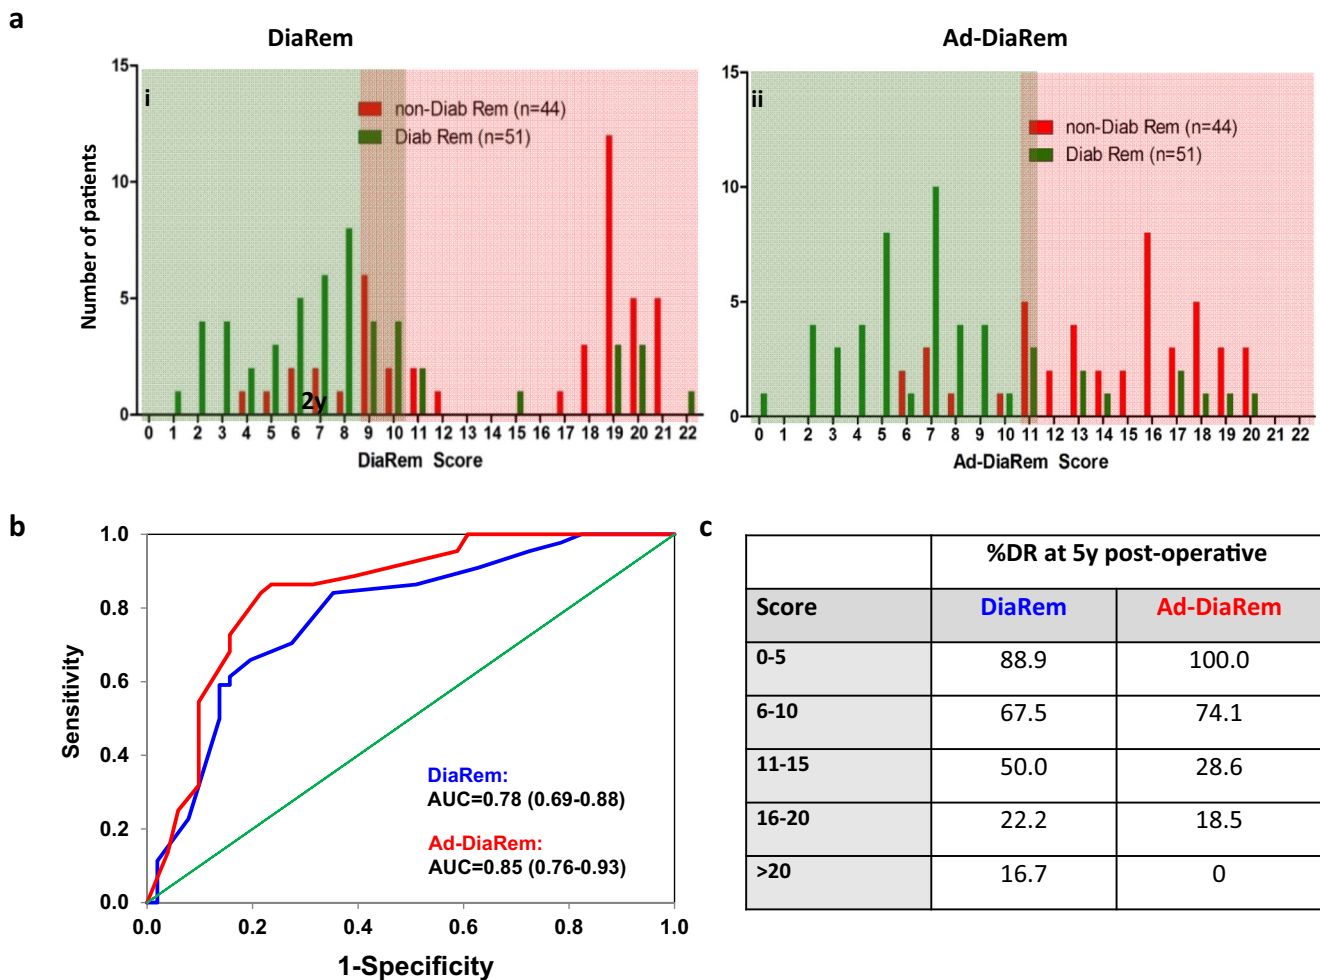 a
DiaRem
Ad-DiaRem
i
non-Diab Rem (n=44)
Diab Rem (n=51)
Number of patients
15
10
5
0
2y
0 1 2 3 4 5 6 7 8 9 10 11 12 13 14 15 16 17 18 19 20 21 22
DiaRem Score
ii
non-Diab Rem (n=44)
Diab Rem (n=51)
15
10
5
0
0 1 2 3 4 5 6 7 8 9 10 11 12 13 14 15 16 17 18 19 20 21 22
Ad-DiaRem Score
b
Sensitivity
1.0
0.8
0.6
0.4
0.2
0.0
DiaRem:
AUC=0.78 (0.69-0.88)
Ad-DiaRem:
AUC=0.85 (0.76-0.93)
0.0 0.2 0.4 0.6 0.8 1.0
1-Specificity
c
%DR at 5y post-operative
Score DiaRem Ad-DiaRem
0-5 88.9 100.0
6-10 67.5 74.1
11-15 50.0 28.6
16-20 22.2 18.5
>20 16.7 0